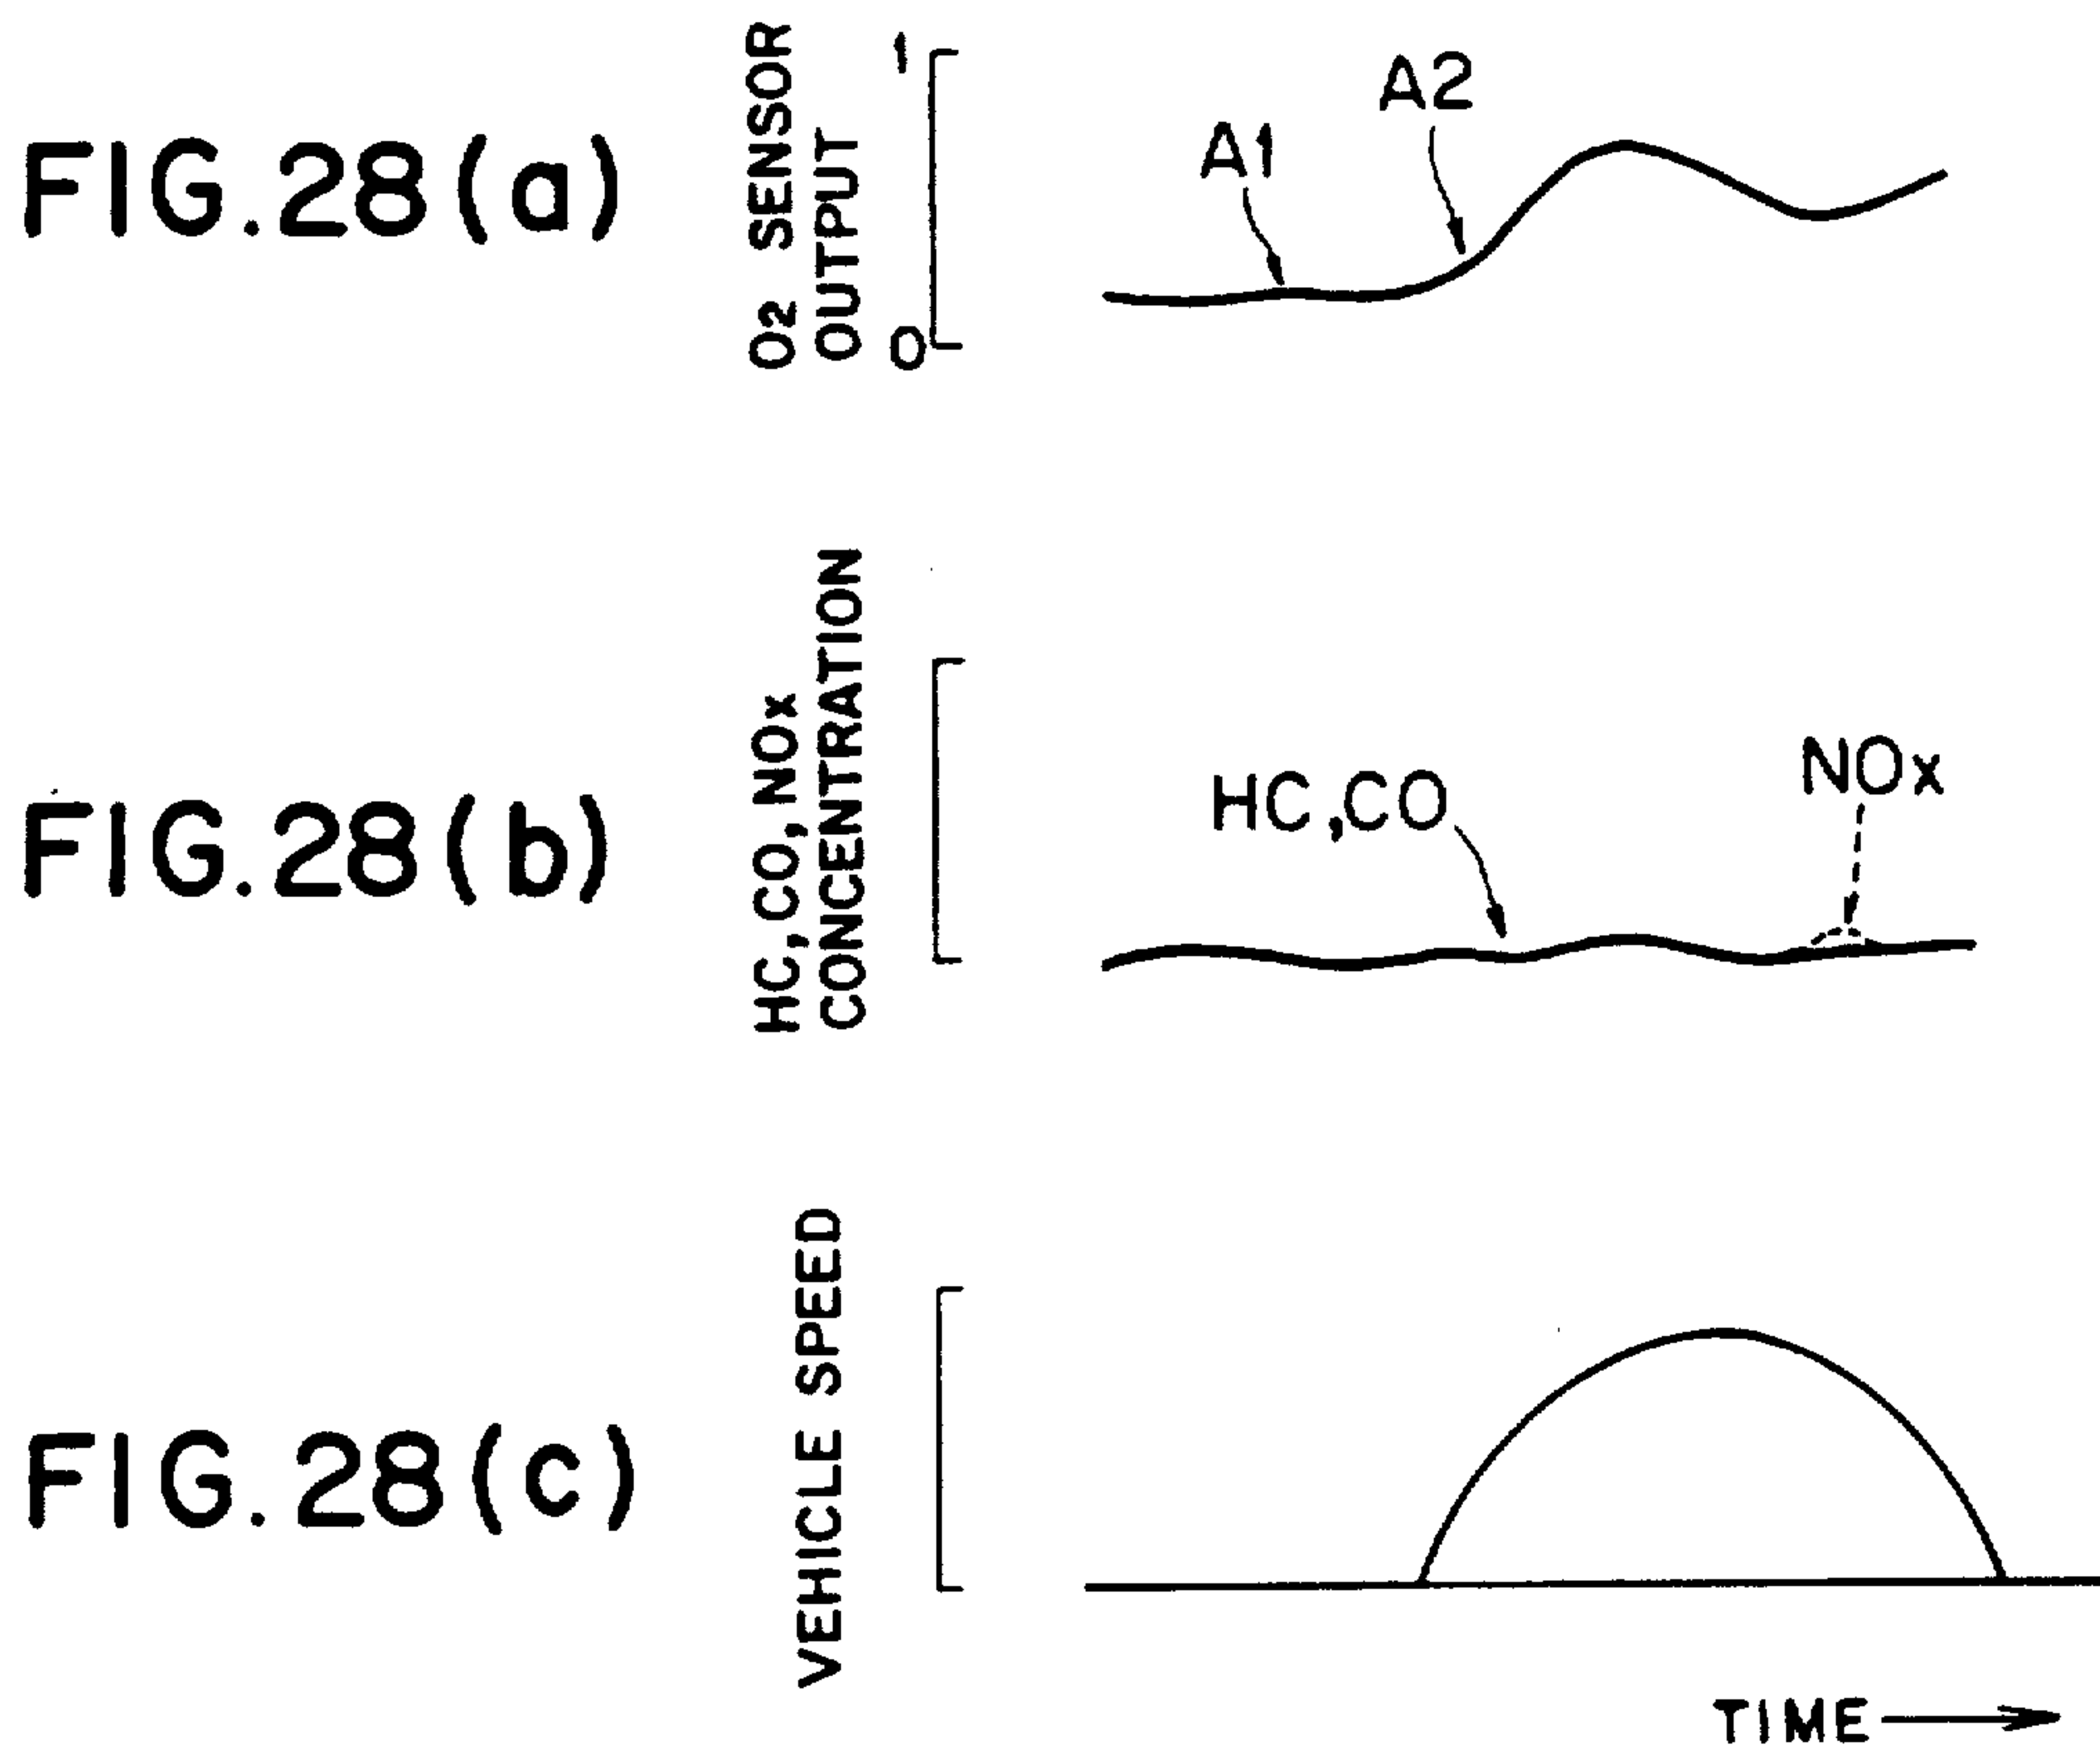 FIG.28(a)
O2 SENSOR
OUTPUT
1
0
A1
A2
FIG.28(b)
HC,CO,NOx
CONCENTRATION
HC,CO
NOx
FIG.28(c)
VEHICLE SPEED
TIME